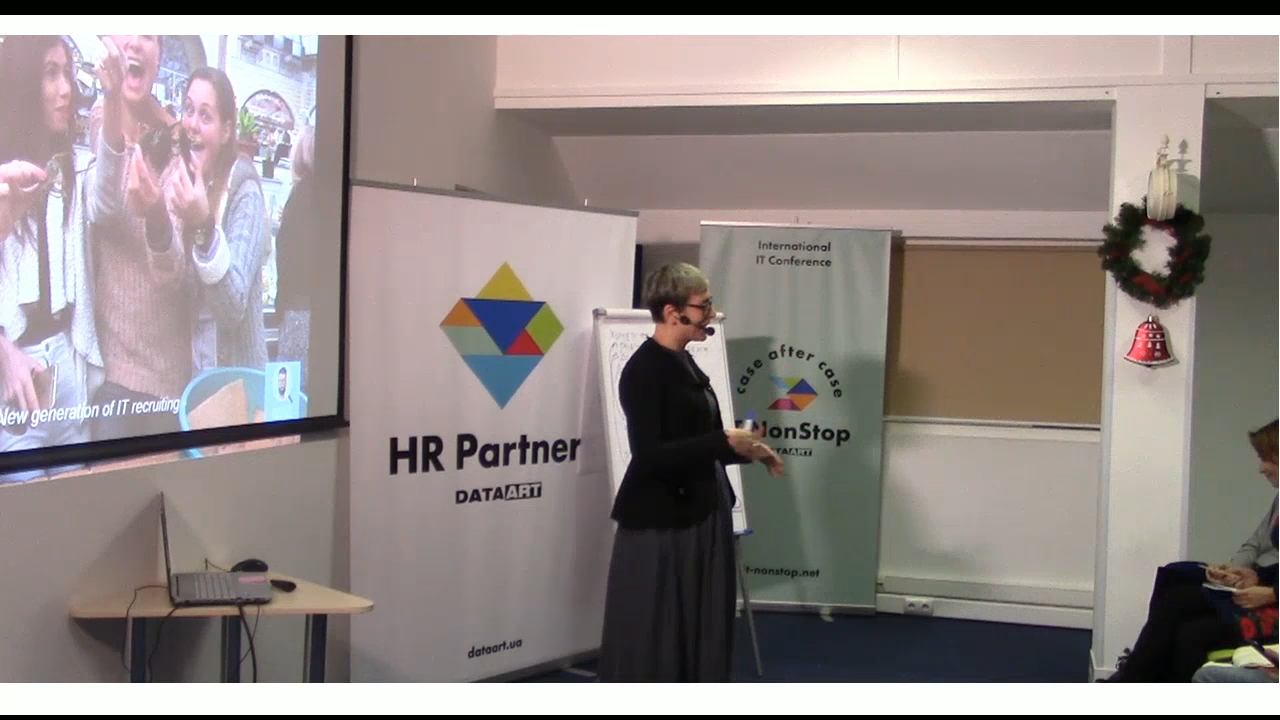 New generation of IT recruiting
HR Partner
DATAART
dataart.ua
International
IT Conference
case after case
NonStop
it-nonstop.net